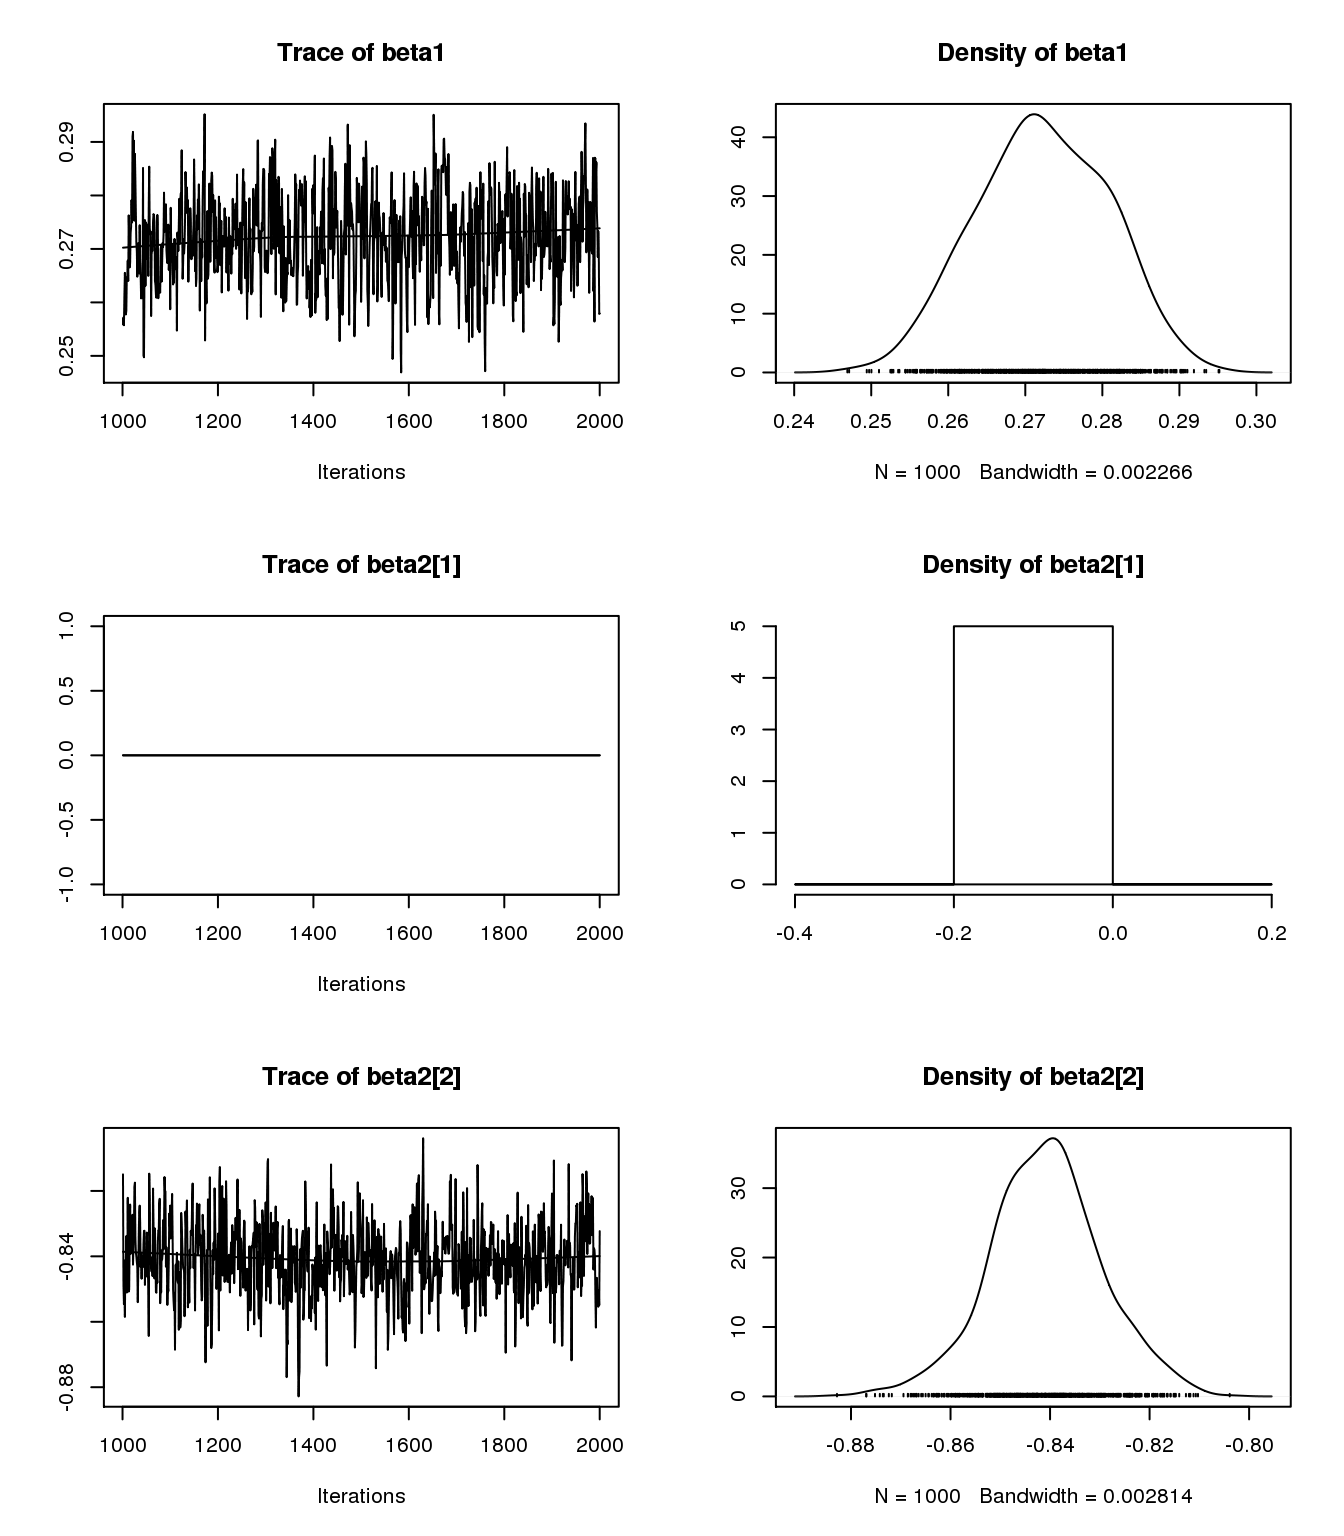 Trace of beta1
Density of beta1
0.29
0.27
0.25
1000 1200 1400 1600 1800 2000
Iterations
40
30
20
10
0
0.24 0.25 0.26 0.27 0.28 0.29 0.30
N = 1000 Bandwidth = 0.002266
Trace of beta2[1]
Density of beta2[1]
1.0
0.5
0.0
-0.5
-1.0
1000 1200 1400 1600 1800 2000
Iterations
5
4
3
2
1
0
-0.4 -0.2 0.0 0.2
Trace of beta2[2]
Density of beta2[2]
-0.84
-0.88
1000 1200 1400 1600 1800 2000
Iterations
30
20
10
0
-0.88 -0.86 -0.84 -0.82 -0.80
N = 1000 Bandwidth = 0.002814